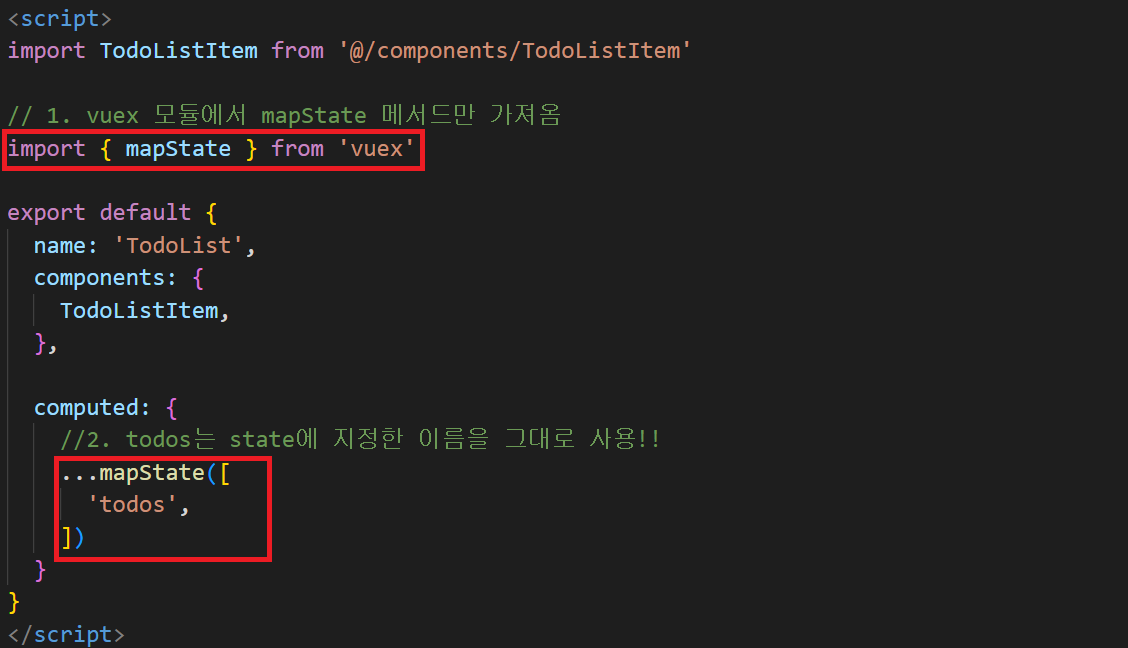 <script>
import TodoListItem from '@/components/TodoListItem'
// 1. vuex 모듈에서 mapState 메서드만 가져옴
import { mapState } from 'vuex'
export default {
name: 'TodoList',
components: {
TodoListItem,
},
computed: {
//2. todos는 state에 지정한 이름을 그대로 사용!!
...mapState([
'todos',
])
}
}
</script>